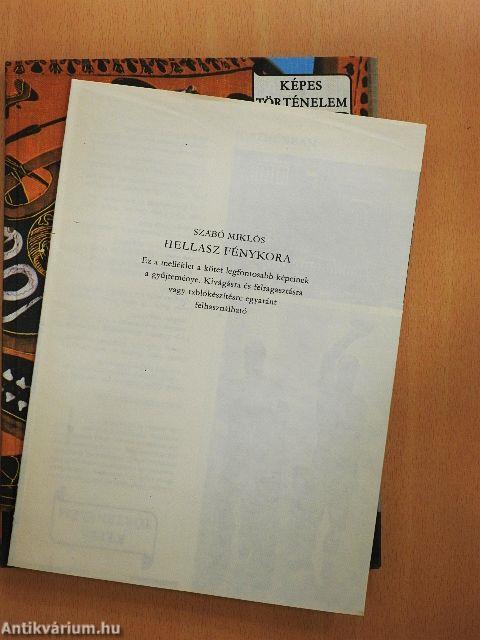 KÉPES
TÖRTÉNELEM
SZABÓ MIKLÓS
HELLASZ FÉNYKORA
Ez a melléklet a kötet legfontosabb képeinek
a gyűjteménye. Kivágásra és felragasztásra
vagy tablókészítésre egyaránt
felhasználható
Antikvárium.hu